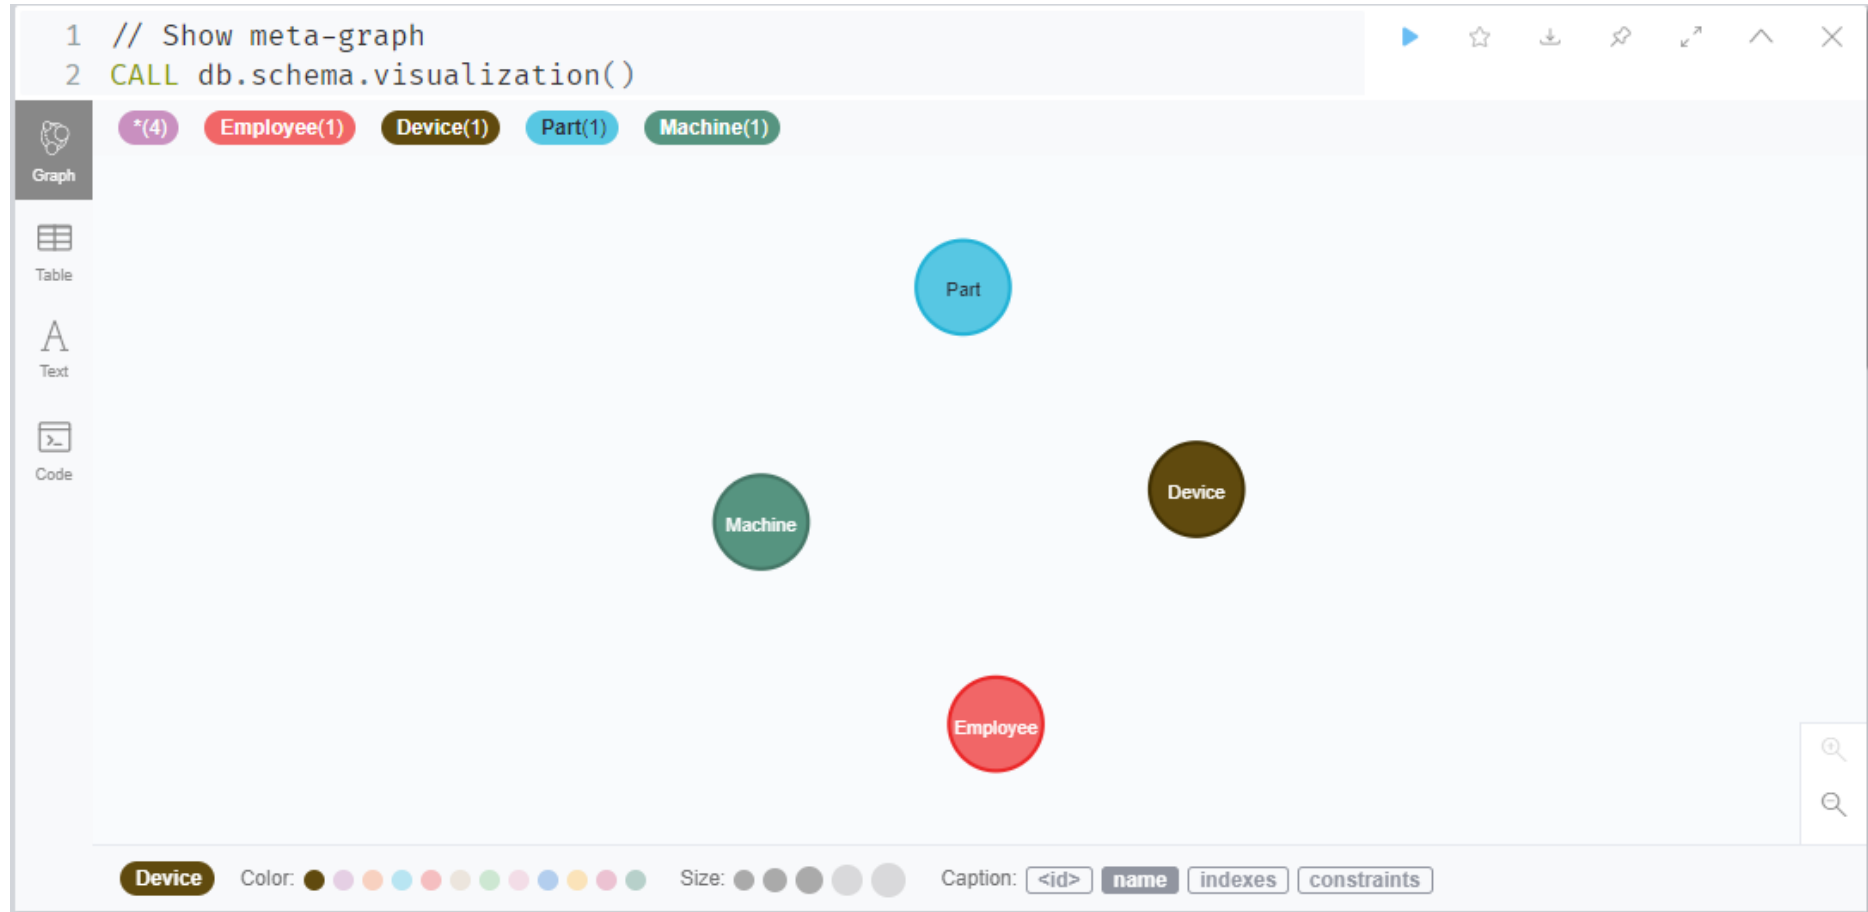 1 // Show meta-graph
2 CALL db.schema.visualization()
*(4) Employee(1) Device(1) Part(1) Machine(1)
Graph
Table
Text
Code
Part
Device
Machine
Employee
Device Color: Size: Caption: <id> name indexes constraints